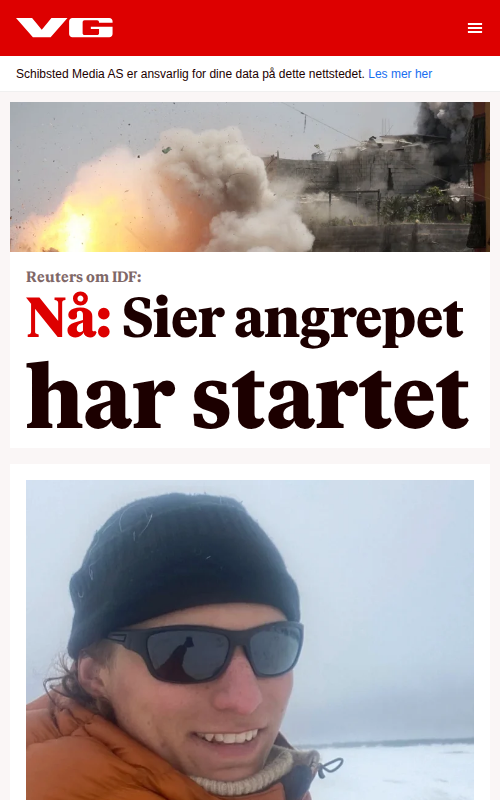 VG
Schibsted Media AS er ansvarlig for dine data på dette nettstedet. Les mer her
Reuters om IDF:
Nå: Sier angrepet
har startet